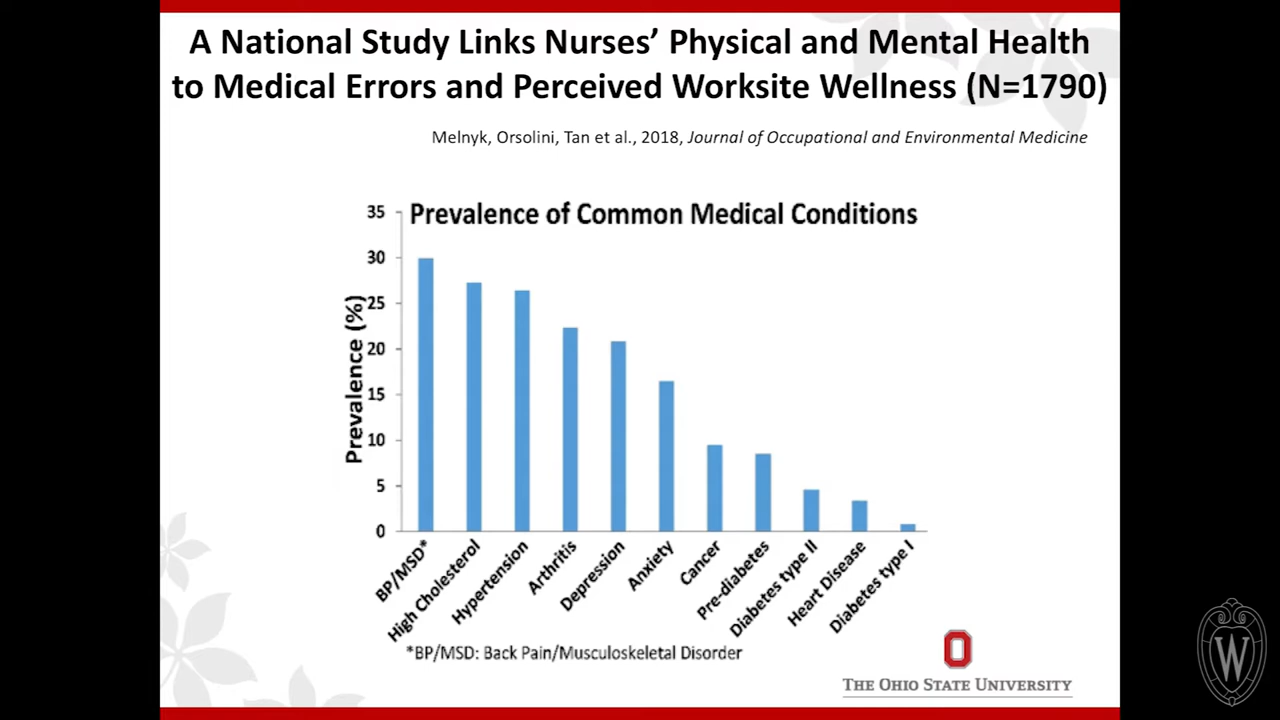 A National Study Links Nurses’ Physical and Mental Health
to Medical Errors and Perceived Worksite Wellness (N=1790)
Melnyk, Orsolini, Tan et al., 2018, Journal of Occupational and Environmental Medicine
Prevalence of Common Medical Conditions
Prevalence (%)
35
30
25
20
15
10
5
0
BP/MSD*
High Cholesterol
Hypertension
Arthritis
Depression
Anxiety
Cancer
Pre-diabetes
Diabetes type II
Heart Disease
Diabetes type I
*BP/MSD: Back Pain/Musculoskeletal Disorder
O
THE OHIO STATE UNIVERSITY
W